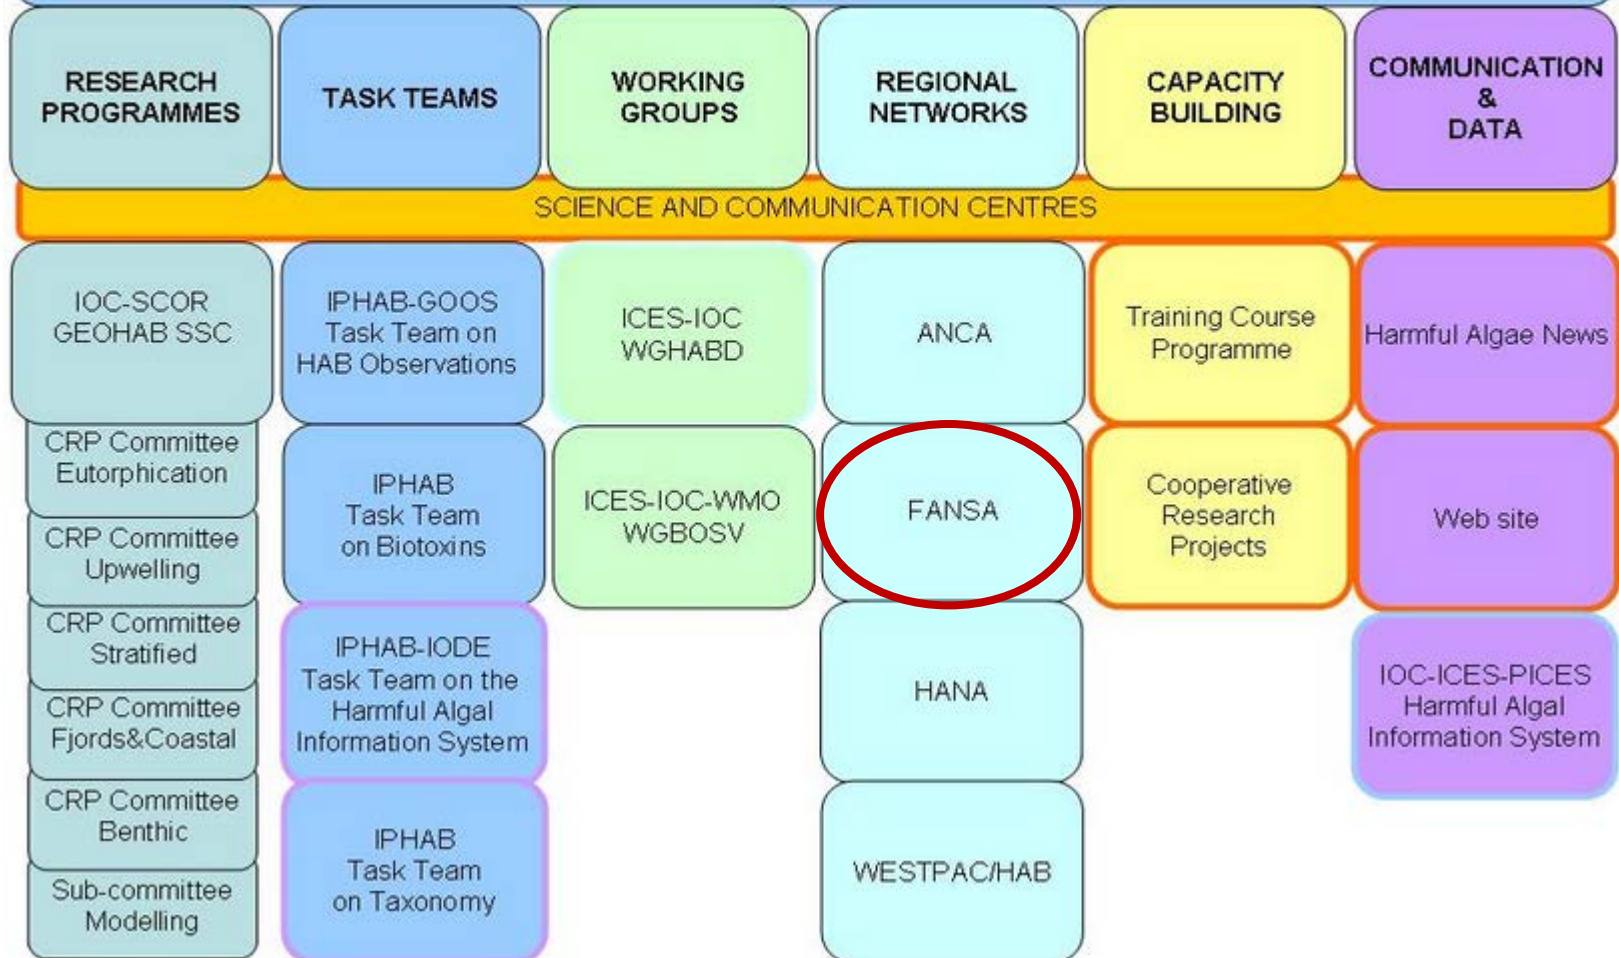 RESEARCH
PROGRAMMES
TASK TEAMS
WORKING
GROUPS
REGIONAL
NETWORKS
CAPACITY
BUILDING
COMMUNICATION
&
DATA
SCIENCE AND COMMUNICATION CENTRES
IOC-SCOR
GEOHAB SSC
CRP Committee
Eutorphication
CRP Committee
Upwelling
CRP Committee
Stratified
CRP Committee
Fjords&Coastal
CRP Committee
Benthic
Sub-committee
Modelling
IPHAB-GOOS
Task Team on
HAB Observations
IPHAB
Task Team
on Biotoxins
IPHAB-IODE
Task Team on the
Harmful Algal
Information System
IPHAB
Task Team
on Taxonomy
ICES-IOC
WGHABD
ICES-IOC-WMO
WGBOSV
ANCA
FANSA
HANA
WESTPAC/HAB
Training Course
Programme
Cooperative
Research
Projects
Harmful Algae News
Web site
IOC-ICES-PICES
Harmful Algal
Information System